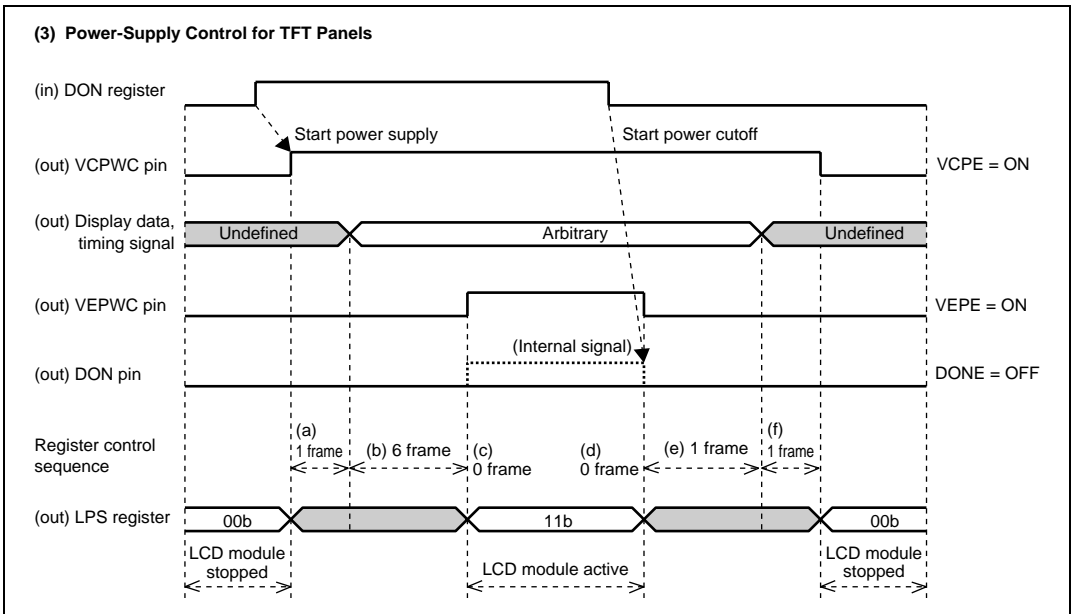 (3) Power-Supply Control for TFT Panels
(in) DON register
Start power supply
Start power cutoff
(out) VCPWC pin
VCPE = ON
(out) Display data,
timing signal
Undefined
Arbitrary
Undefined
(out) VEPWC pin
VEPE = ON
(Internal signal)
(out) DON pin
DONE = OFF
Register control
sequence
(a)
1 frame
(b) 6 frame
(c)
0 frame
(d)
0 frame
(e) 1 frame
(f)
1 frame
(out) LPS register
00b
11b
00b
LCD module
stopped
LCD module active
LCD module
stopped